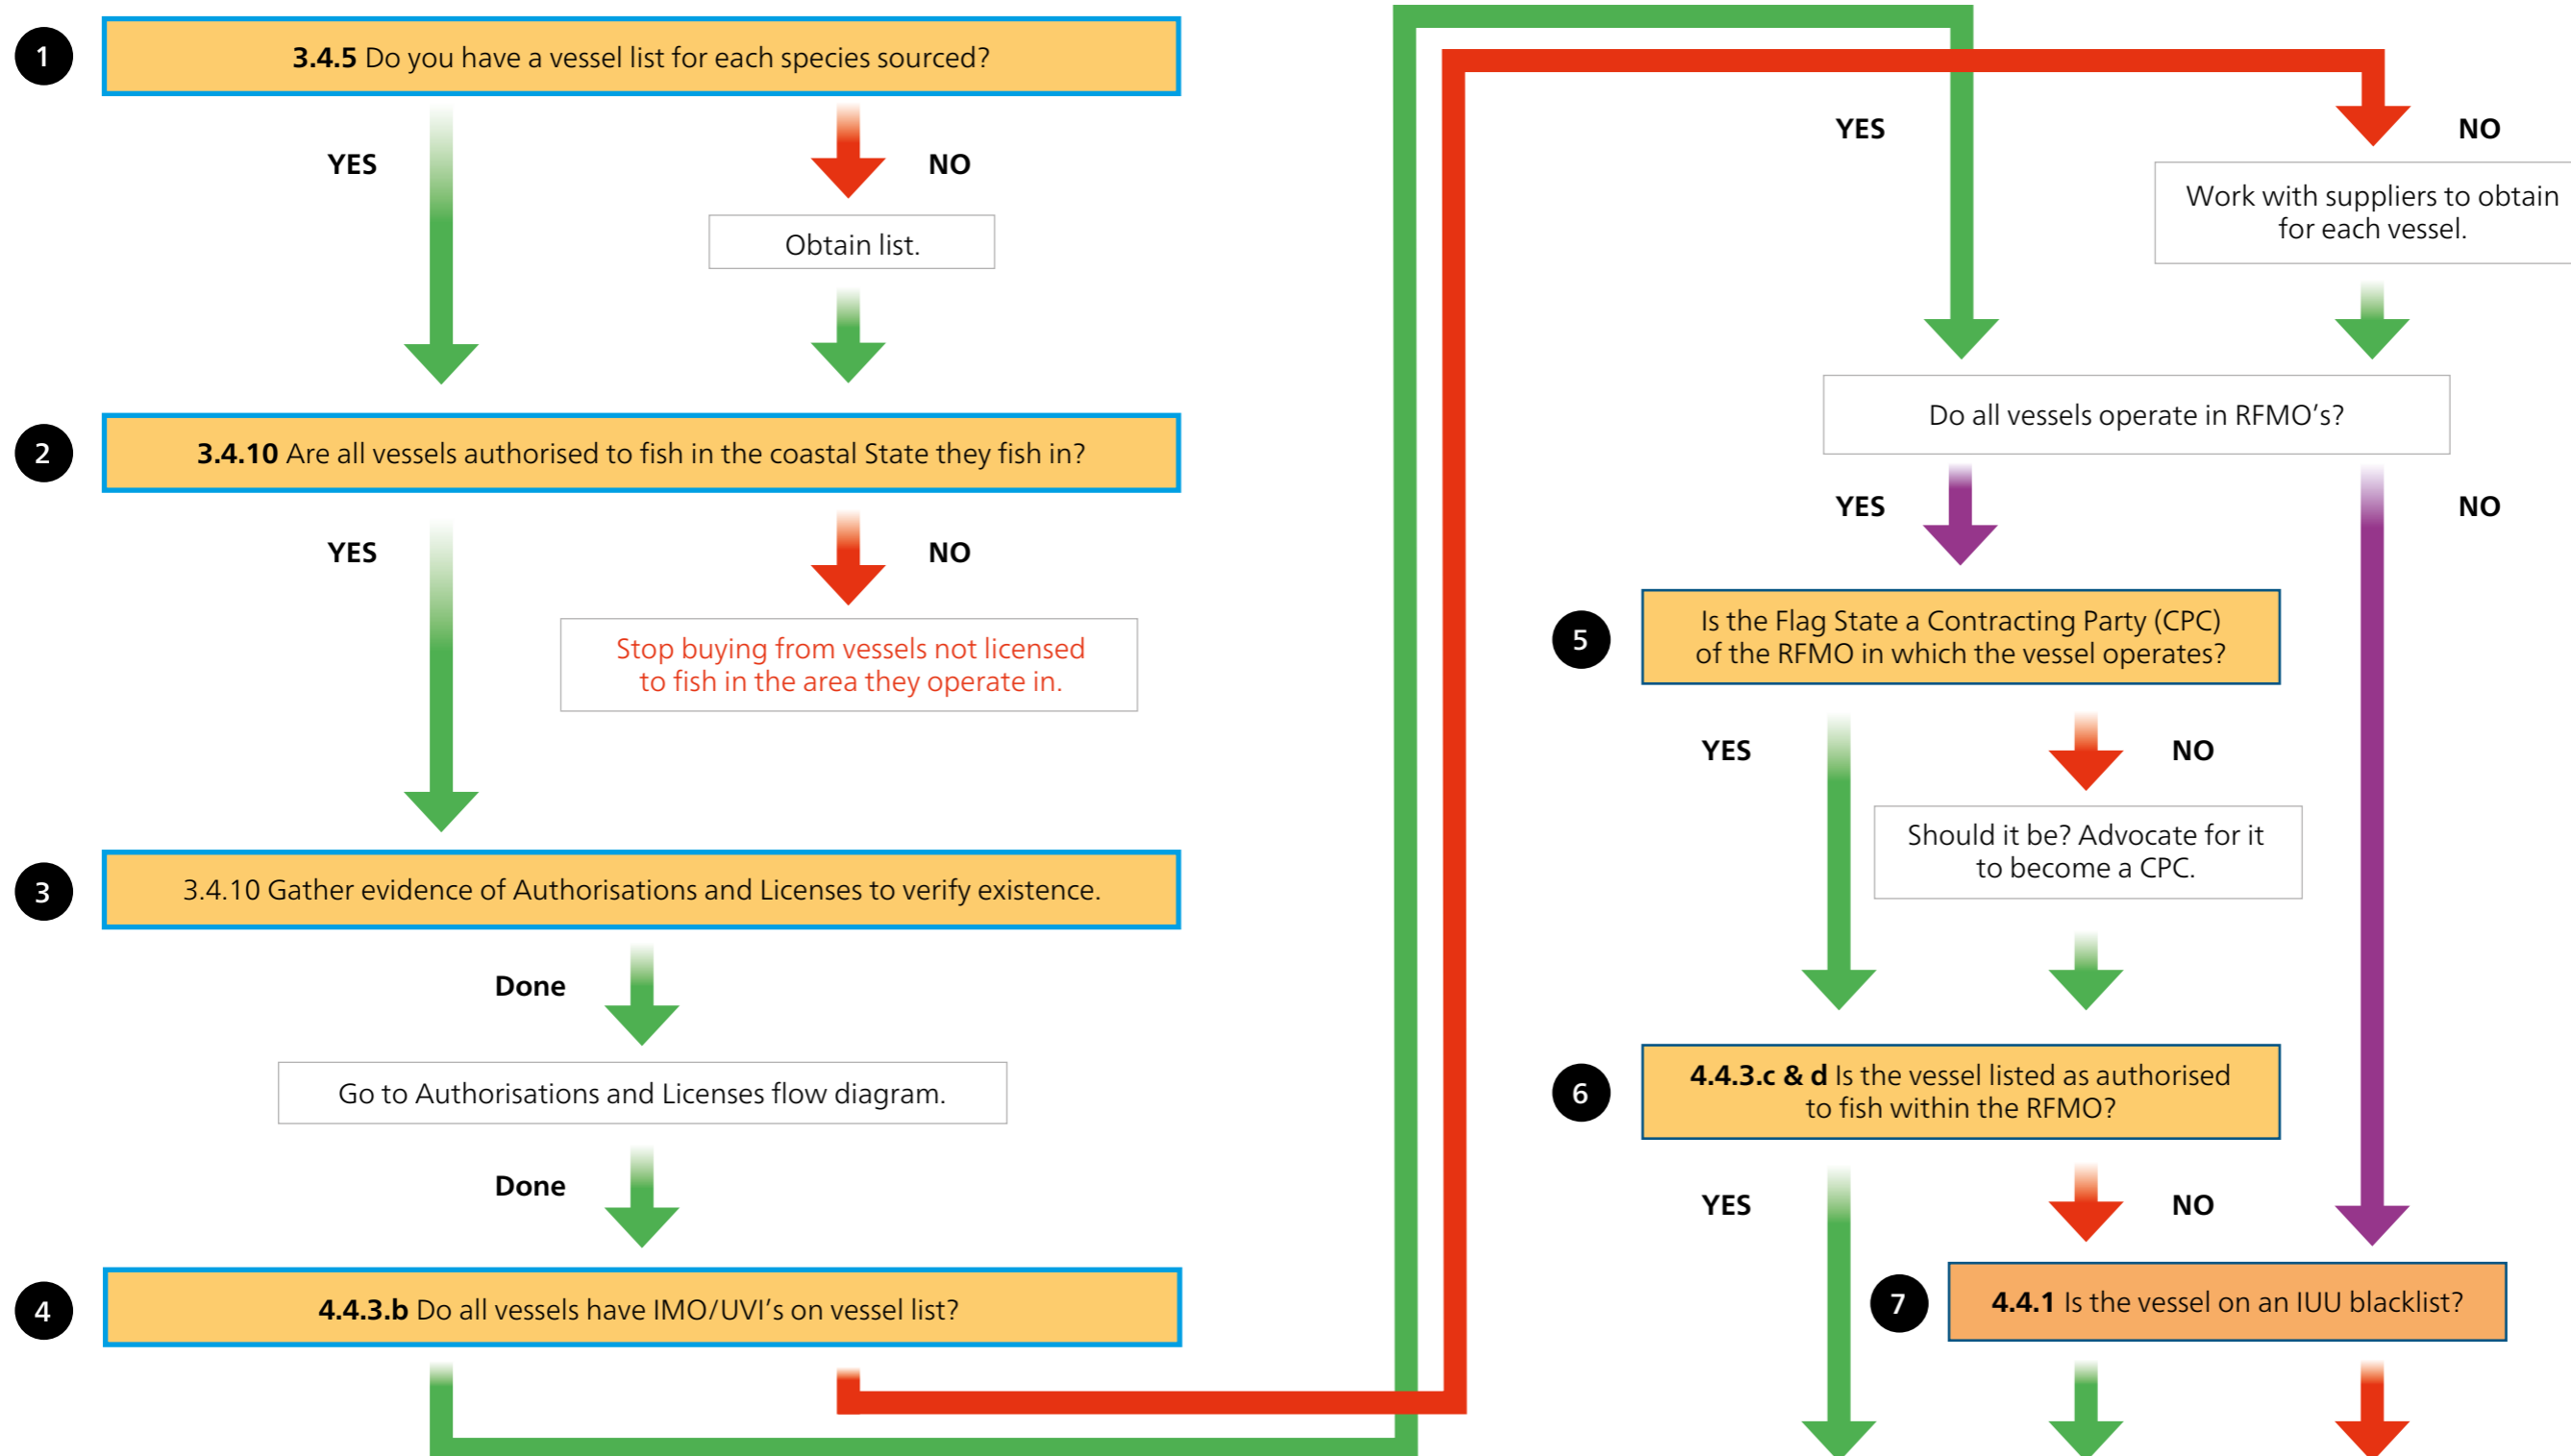 1
3.4.5 Do you have a vessel list for each species sourced?
YES
NO
Obtain list.
2
3.4.10 Are all vessels authorised to fish in the coastal State they fish in?
YES
NO
Stop buying from vessels not licensed
to fish in the area they operate in.
3
3.4.10 Gather evidence of Authorisations and Licenses to verify existence.
Done
Go to Authorisations and Licenses flow diagram.
Done
4
4.4.3.b Do all vessels have IMO/UVI's on vessel list?
YES
NO
Work with suppliers to obtain
for each vessel.
Do all vessels operate in RFMO's?
YES
NO
5
Is the Flag State a Contracting Party (CPC)
of the RFMO in which the vessel operates?
YES
NO
Should it be? Advocate for it
to become a CPC.
6
4.4.3.c & d Is the vessel listed as authorised
to fish within the RFMO?
YES
NO
7
4.4.1 Is the vessel on an IUU blacklist?